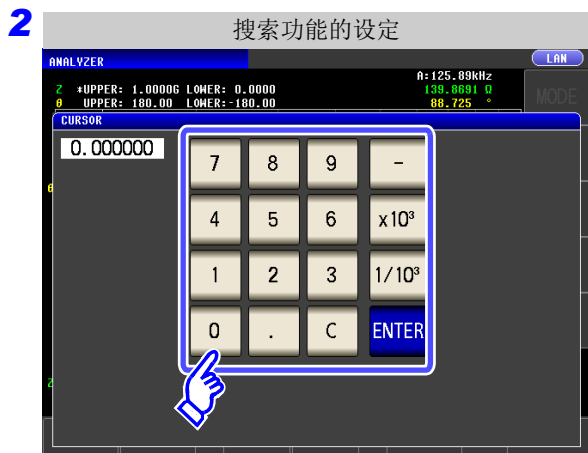 2
搜索功能的设定
ANALYZER
LAN
A:125.89kHz
Z *UPPER: 1.0000G LOWER: 0.0000 139.8691 Ω
θ UPPER: 180.00 LOWER:-180.00 88.725 °
MODE
CURSOR
0.000000
7 8 9 -
θ
4 5 6 x10³
1 2 3 1/10³
0 . C ENTER
Z